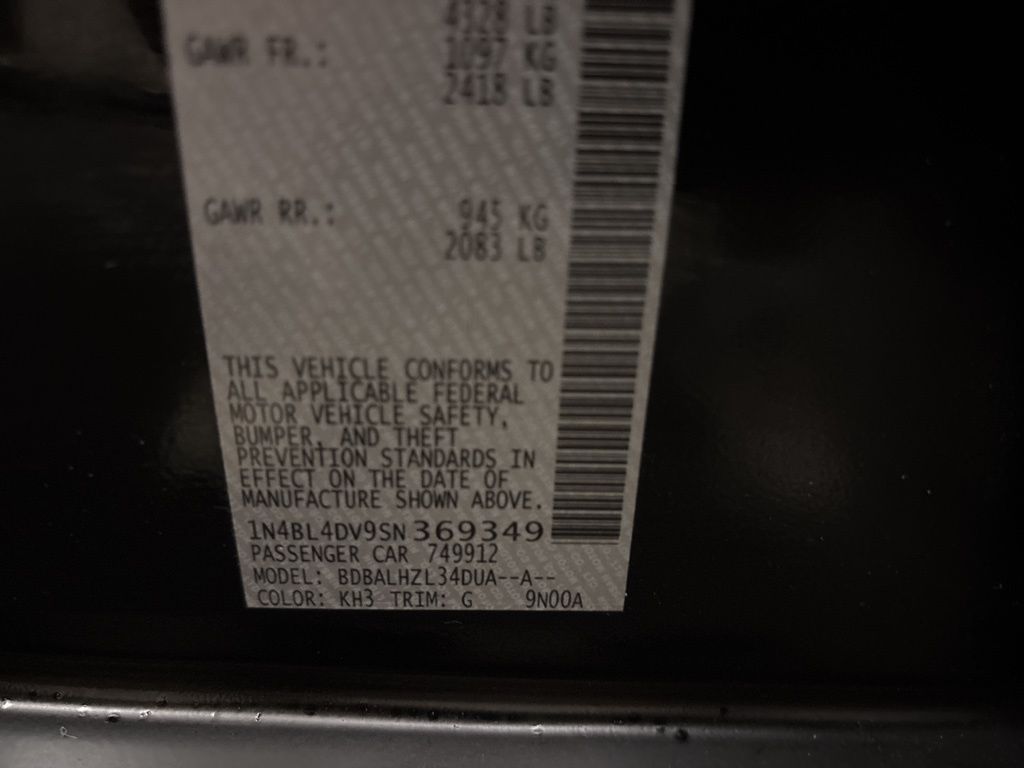 4328 LB
GAWR FR.: 1097 KG
2418 LB
GAWR RR.: 945 KG
2083 LB
THIS VEHICLE CONFORMS TO
ALL APPLICABLE FEDERAL
MOTOR VEHICLE SAFETY,
BUMPER, AND THEFT
PREVENTION STANDARDS IN
EFFECT ON THE DATE OF
MANUFACTURE SHOWN ABOVE.
1N4BL4DV9SN369349
PASSENGER CAR 749912
MODEL: BDBALHZL34DUA--A--
COLOR: KH3 TRIM: G 9N00A